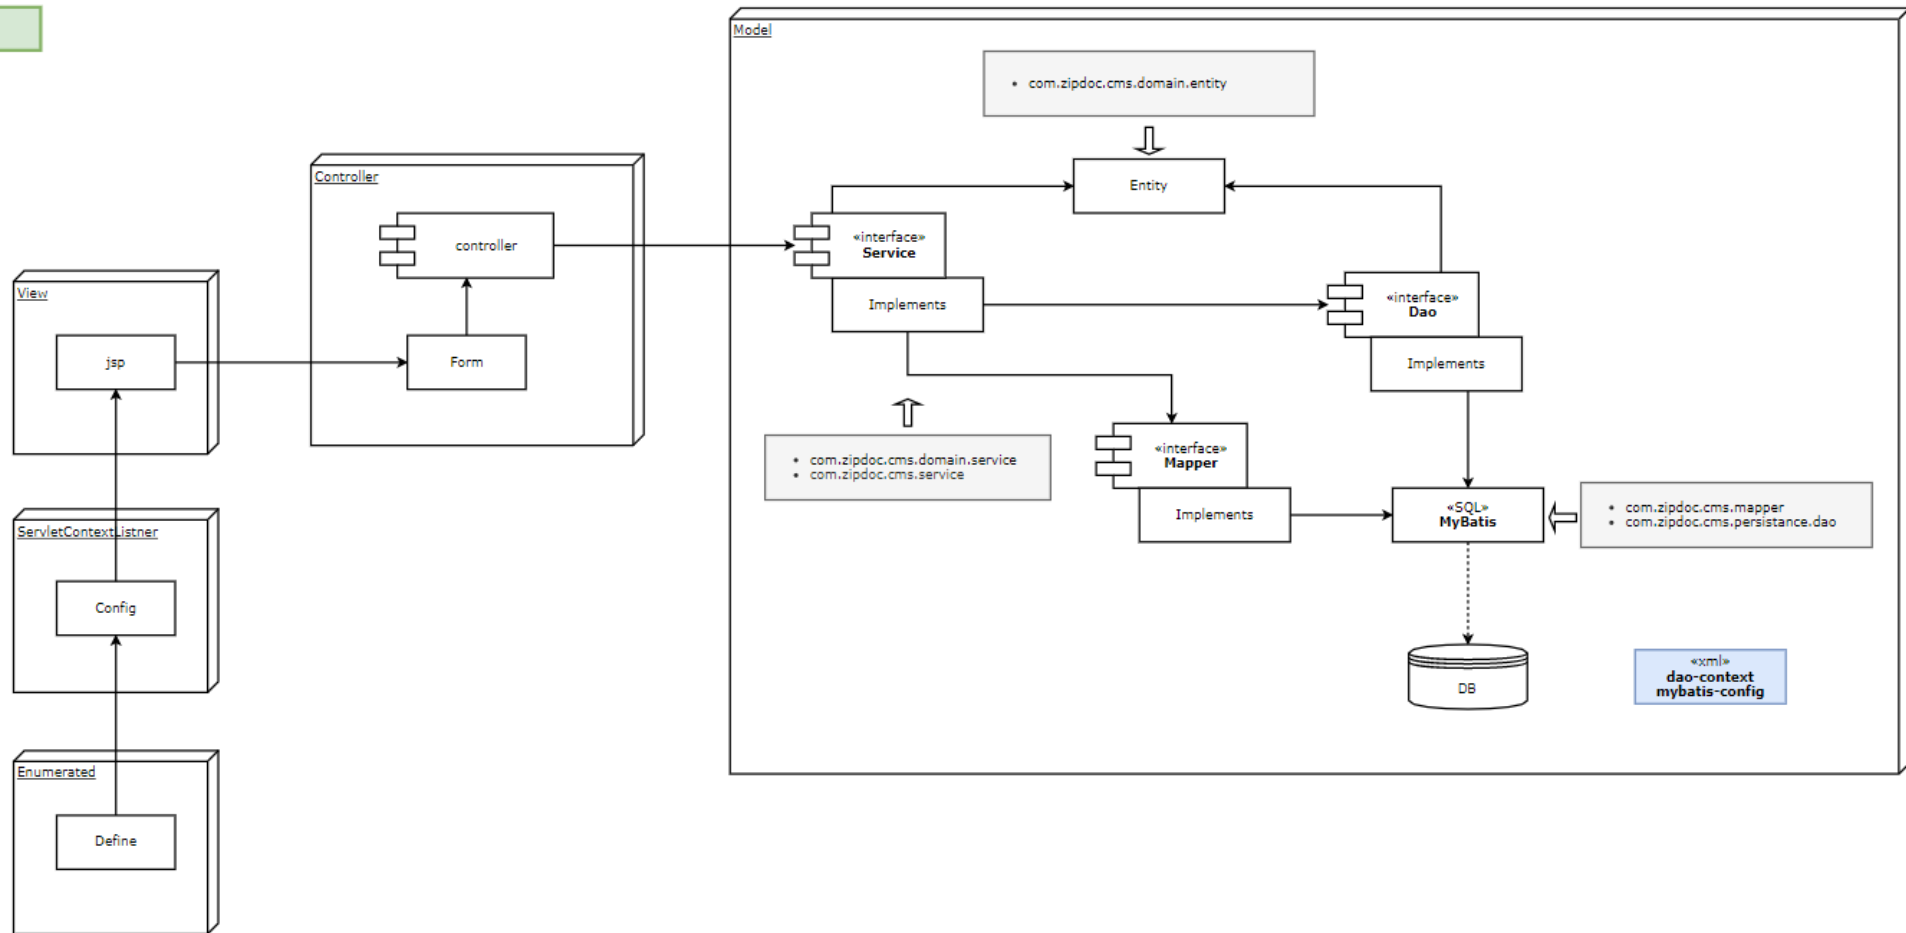 Model
• com.zipdoc.cms.domain.entity
Controller
Entity
controller
«interface»
Service
View
Implements
«interface»
Dao
jsp
Form
Implements
«interface»
Mapper
• com.zipdoc.cms.domain.service
• com.zipdoc.cms.service
ServletContextListner
Implements
«SQL»
MyBatis
• com.zipdoc.cms.mapper
• com.zipdoc.cms.persistance.dao
Config
DB
«xml»
dao-context
mybatis-config
Enumerated
Define